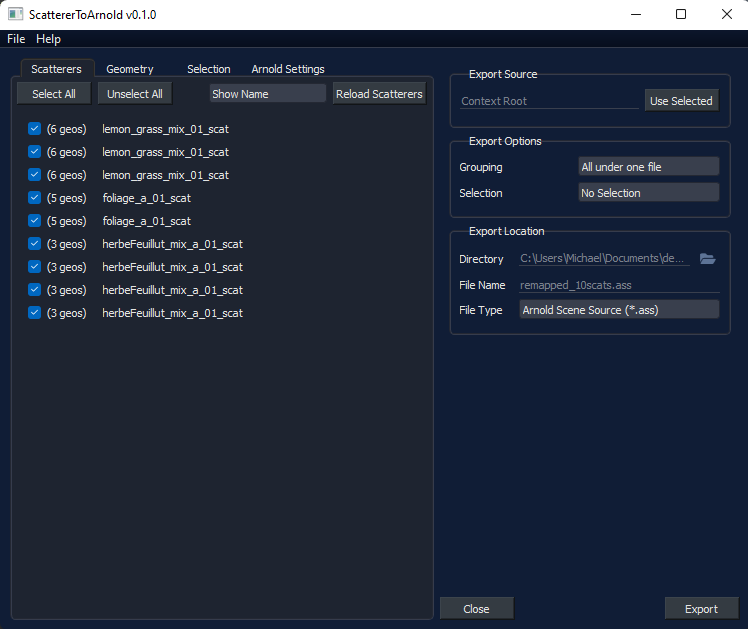 ScattererToArnold v0.1.0
File Help
Scatterers Geometry Selection Arnold Settings
Select All Unselect All Show Name Reload Scatterers
(6 geos) lemon_grass_mix_01_scat
(6 geos) lemon_grass_mix_01_scat
(6 geos) lemon_grass_mix_01_scat
(5 geos) foliage_a_01_scat
(5 geos) foliage_a_01_scat
(3 geos) herbeFeuillut_mix_a_01_scat
(3 geos) herbeFeuillut_mix_a_01_scat
(3 geos) herbeFeuillut_mix_a_01_scat
(3 geos) herbeFeuillut_mix_a_01_scat
Export Source
Context Root Use Selected
Export Options
Grouping All under one file
Selection No Selection
Export Location
Directory C:\Users\Michael\Documents\de...
File Name remapped_10scats.ass
File Type Arnold Scene Source (*.ass)
Close Export